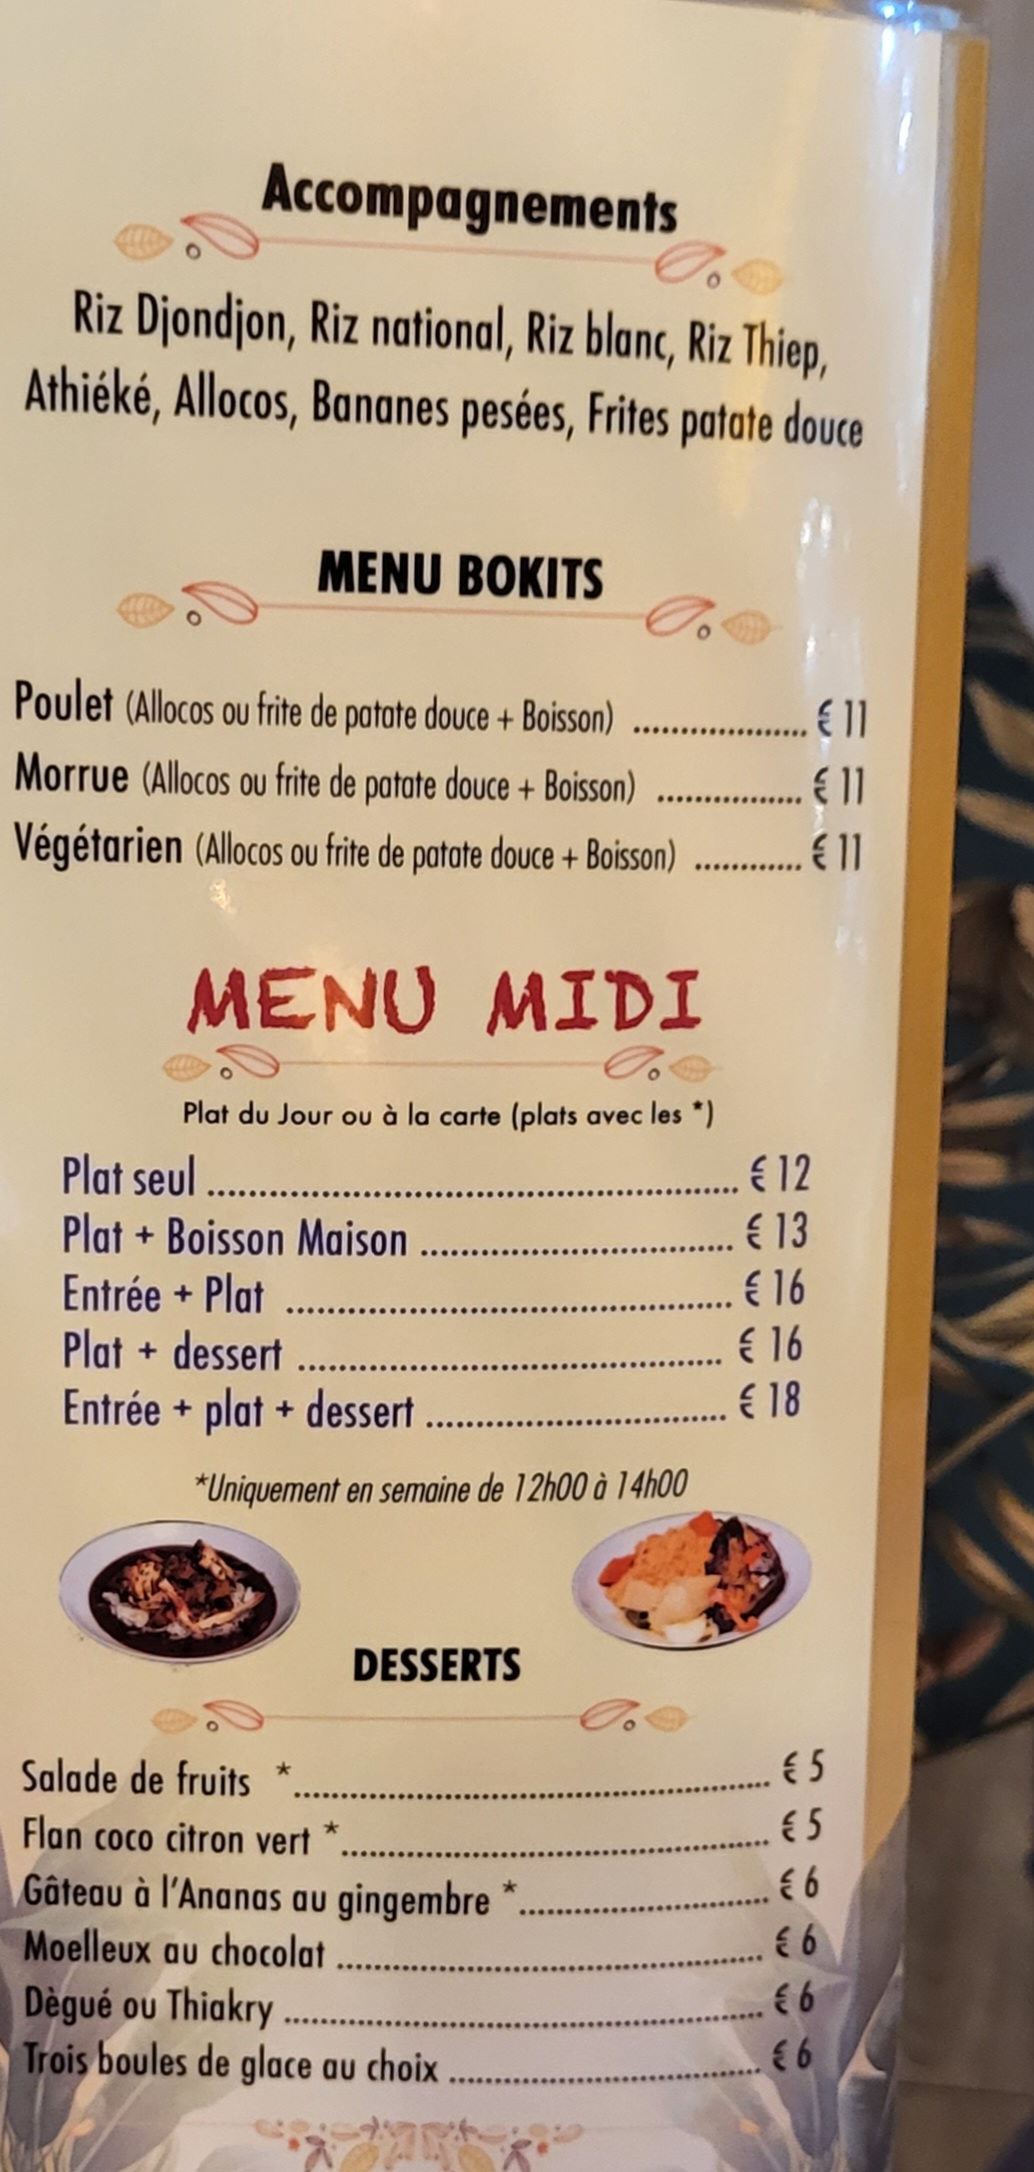 Accompagnements
Riz Djondjon, Riz national, Riz blanc, Riz Thiep,
Athiéké, Allocos, Bananes pesées, Frites patate douce
MENU BOKITS
Poulet (Allocos ou frite de patate douce + Boisson) ................... € 11
Morrue (Allocos ou frite de patate douce + Boisson) ................ € 11
Végétarien (Allocos ou frite de patate douce + Boisson) ............ € 11
MENU MIDI
Plat du Jour ou à la carte (plats avec les *)
Plat seul ............................................................ € 12
Plat + Boisson Maison ................................... € 13
Entrée + Plat .................................................. € 16
Plat + dessert ................................................ € 16
Entrée + plat + dessert ................................. € 18
*Uniquement en semaine de 12h00 à 14h00
DESSERTS
Salade de fruits *..................................................... € 5
Flan coco citron vert *................................................ € 5
Gâteau à l'Ananas au gingembre *............................ € 6
Moelleux au chocolat ................................................ € 6
Dègué ou Thiakry ...................................................... € 6
Trois boules de glace au choix .................................... € 6